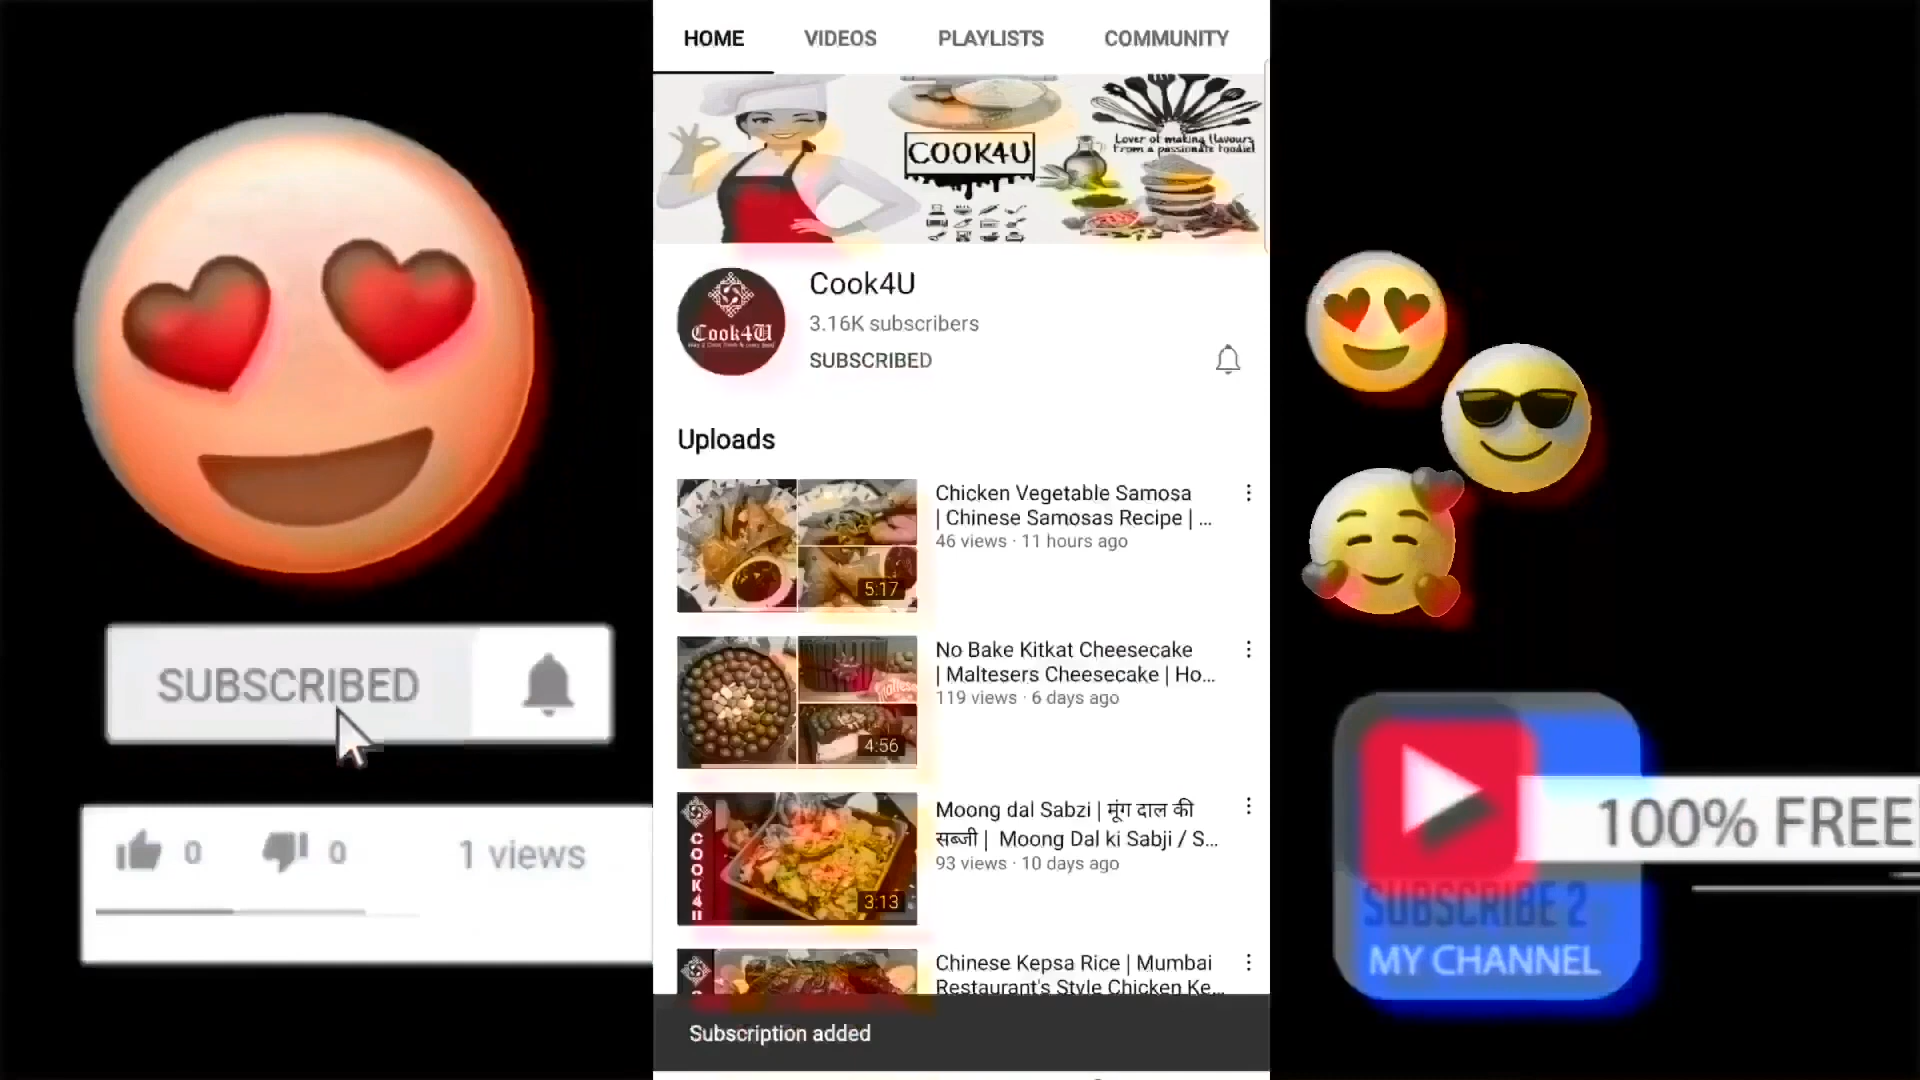 HOME VIDEOS PLAYLISTS COMMUNITY
COOK4U
Lover of making flavours
from a passionate foodie!
Cook4U
Cook4U
3.16K subscribers
SUBSCRIBED
Uploads
Chicken Vegetable Samosa
| Chinese Samosas Recipe | ...
46 views · 11 hours ago
5:17
No Bake Kitkat Cheesecake
| Maltesers Cheesecake | Ho...
119 views · 6 days ago
4:56
Moong dal Sabzi | मूंग दाल की
सब्जी | Moong Dal ki Sabji / S...
93 views · 10 days ago
COOK4U
3:13
Chinese Kepsa Rice | Mumbai
Restaurant's Style Chicken Ke...
Subscription added
SUBSCRIBED
0 0 1 views
100% FREE
SUBSCRIBE 2
MY CHANNEL